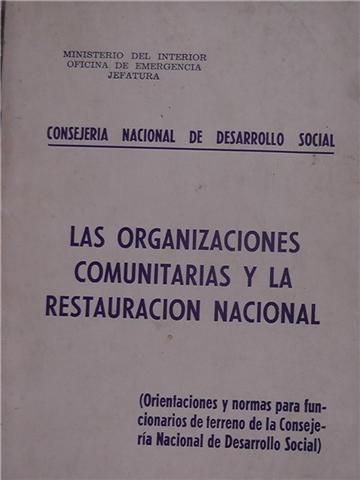 MINISTERIO DEL INTERIOR
OFICINA DE EMERGENCIA
JEFATURA
CONSEJERIA NACIONAL DE DESARROLLO SOCIAL
LAS ORGANIZACIONES
COMUNITARIAS Y LA
RESTAURACION NACIONAL
(Orientaciones y normas para fun-
cionarios de terreno de la Conseje-
ría Nacional de Desarrollo Social)